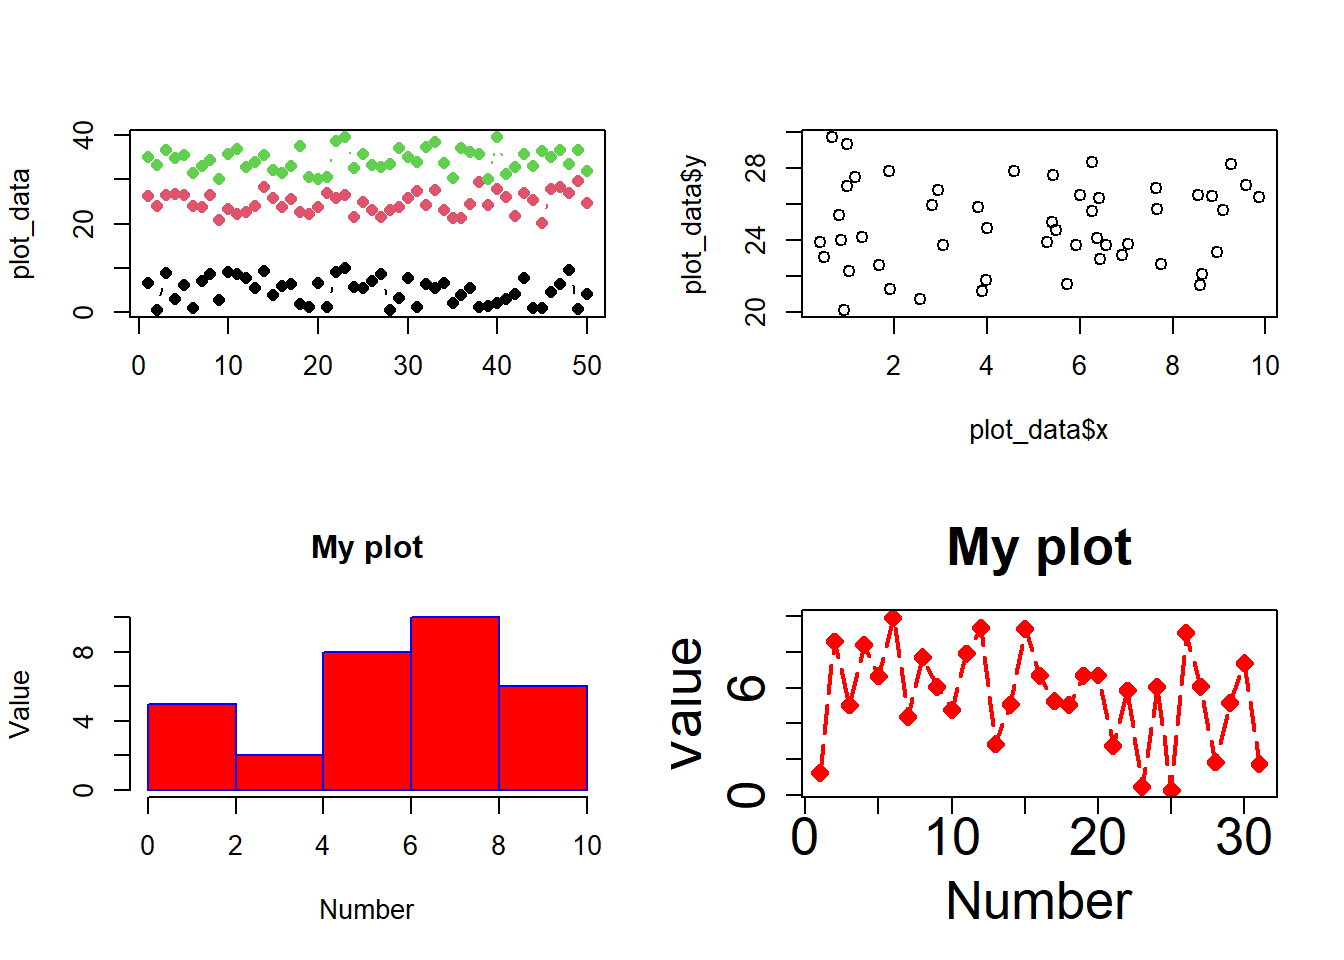 plot_data
0 20 40
0 10 20 30 40 50
plot_data$y
20 24 28
2 4 6 8 10
plot_data$x
My plot
Value
0 4 8
0 2 4 6 8 10
Number
My plot
value
0 6
0 10 20 30
Number